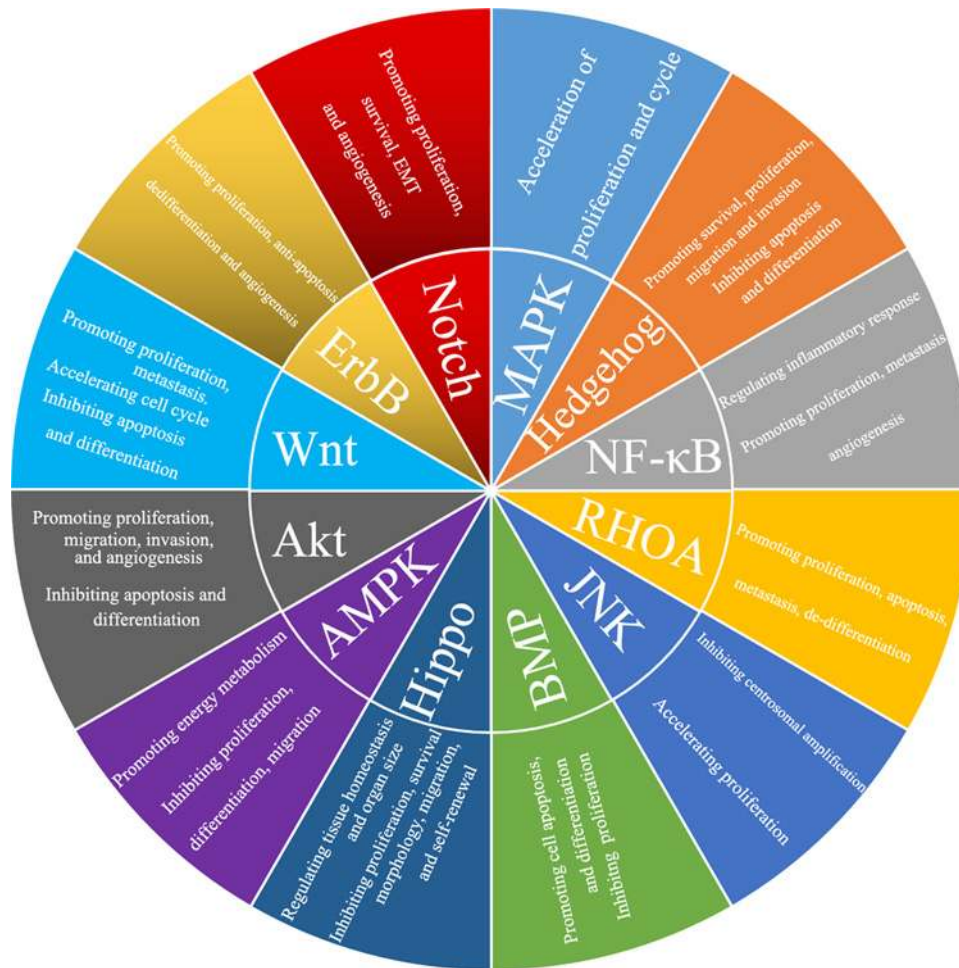 MAPK
Acceleration of
proliferation and cycle
Hedgehog
Promoting survival, proliferation,
migration and invasion
Inhibiting apoptosis
and differentiation
NF-κB
Regulating inflammatory response
Promoting proliferation, metastasis
angiogenesis
RHOA
Promoting proliferation, apoptosis,
metastasis, de-differentiation
JNK
Inhibiting centrosomal amplification
Accelerating proliferation
BMP
Promoting cell apoptosis,
and differentiation
Inhibing proliferation
Hippo
Regulating tissue homeostasis
and organ size
Inhibiting proliferation, survival
morphology, migration,
and self-renewal
AMPK
Promoting energy metabolism
Inhibiting proliferation,
differentiation, migration
Akt
Promoting proliferation,
migration, invasion,
and angiogenesis
Inhibiting apoptosis and
differentiation
Wnt
Promoting proliferation,
metastasis.
Accelerating cell cycle
Inhibiting apoptosis
and differentiation
ErbB
Promoting proliferation, anti-apoptosis
dedifferentiation and angiogenesis
Notch
Promoting proliferation,
survival, EMT
and angiogenesis